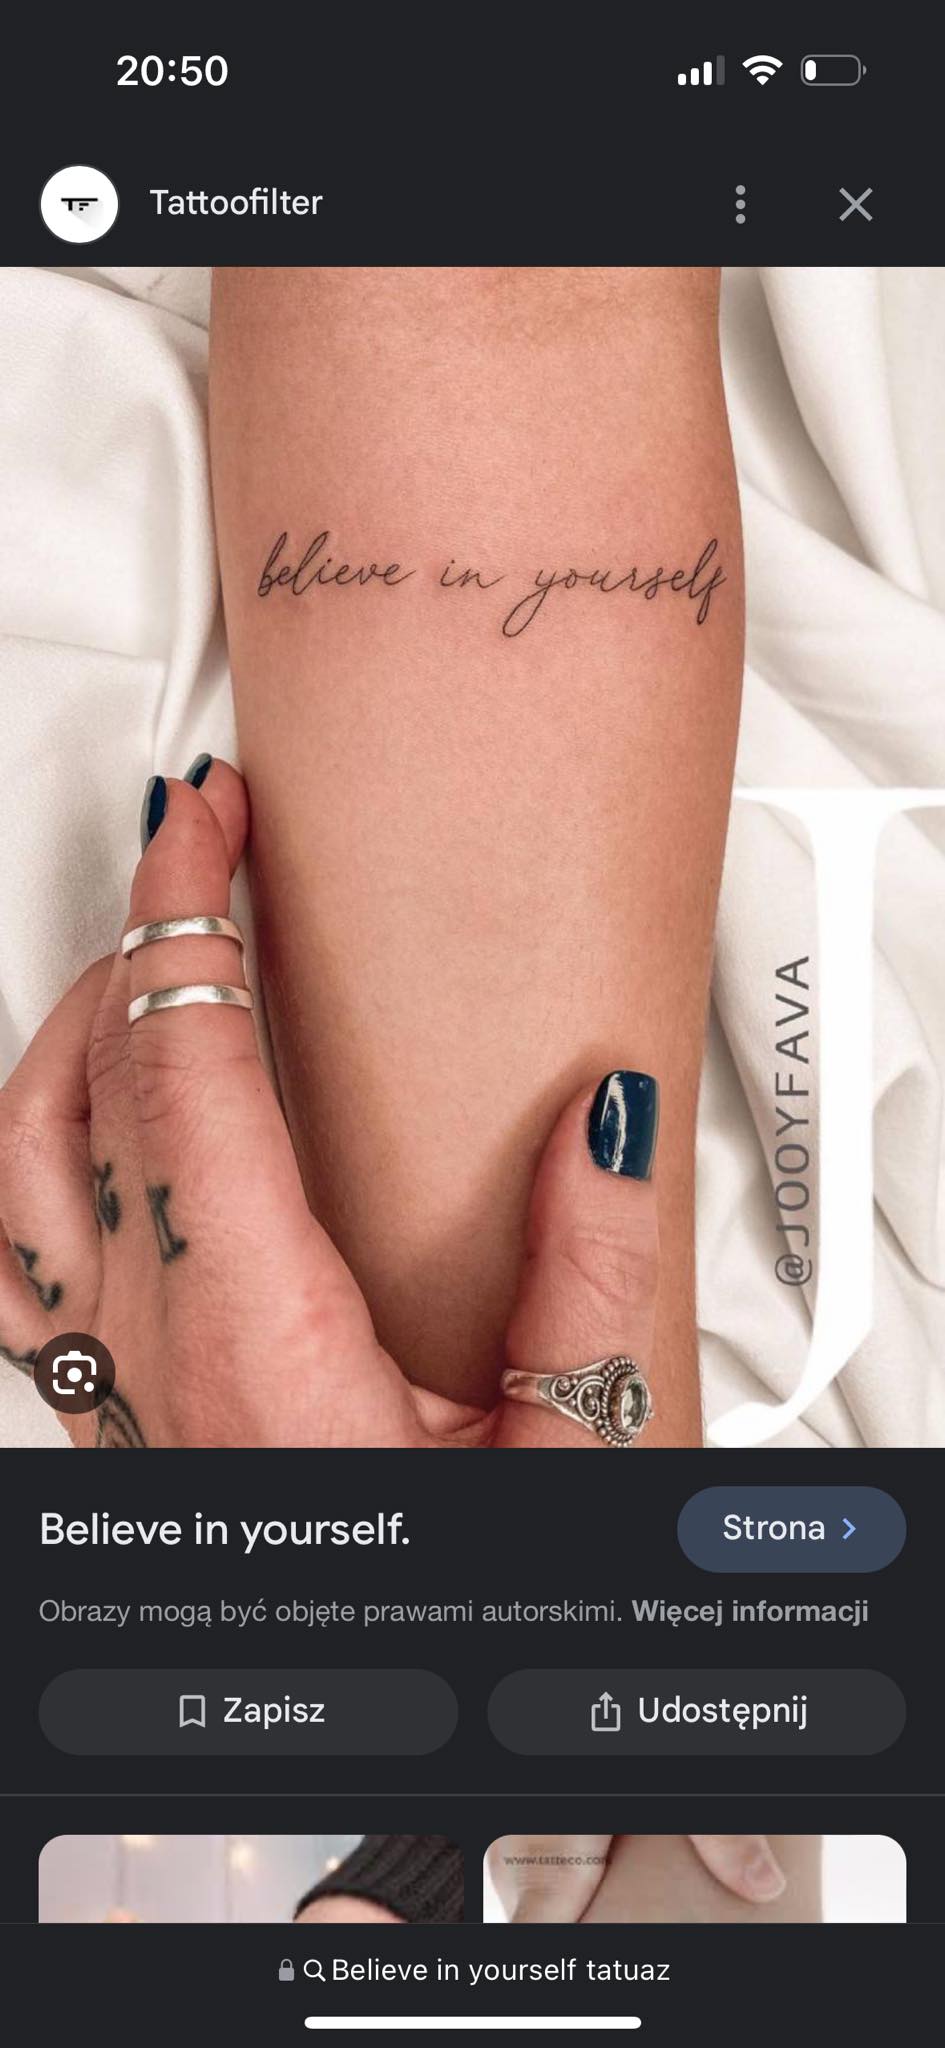 20:50
Tattoofilter
believe in yourself
@JOOYFAVA
J
Believe in yourself.
Strona
Obrazy mogą być objęte prawami autorskimi. Więcej informacji
Zapisz
Udostępnij
www.tatteco.com
Believe in yourself tatuaz